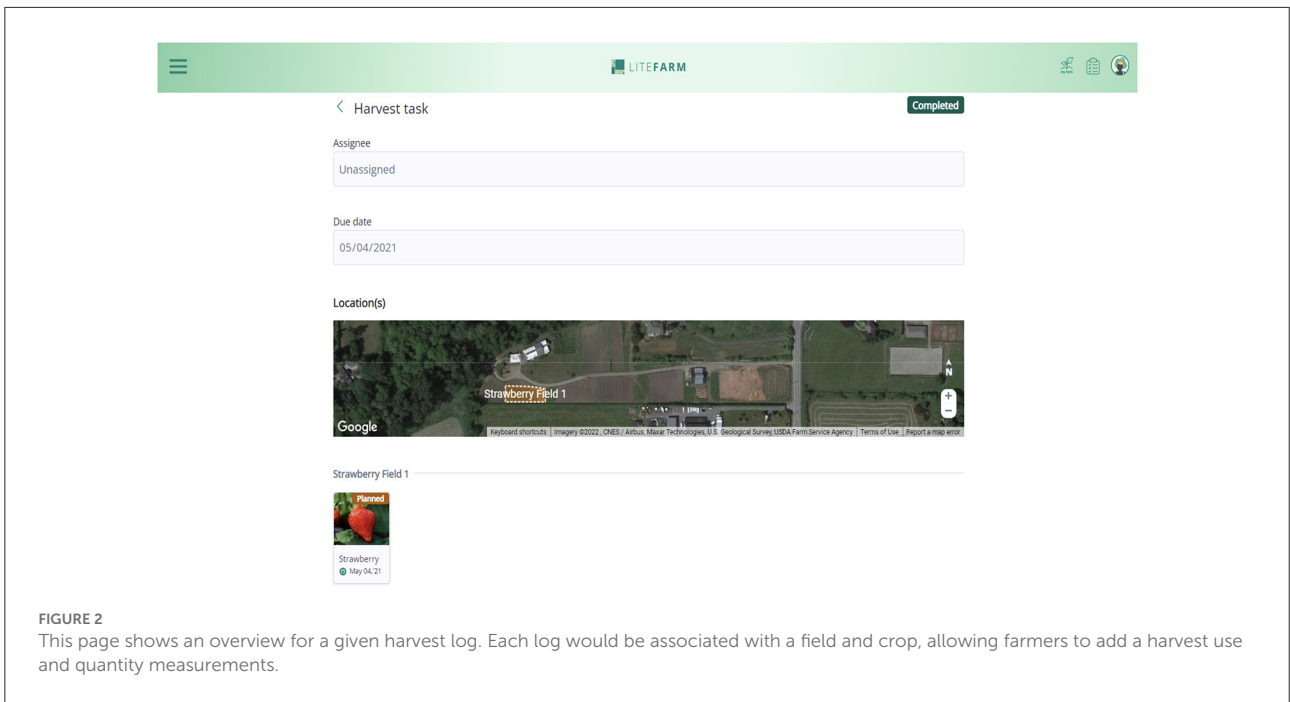 LITEFARM
Harvest task
Completed
Assignee
Unassigned
Due date
05/04/2021
Location(s)
N
Strawberry Field 1
+
−
Google
Keyboard shortcuts Imagery ©2022, CNES / Airbus, Maxar Technologies, U.S. Geological Survey, USDA Farm Service Agency Terms of Use Report a map error
Strawberry Field 1
Planned
Strawberry
May 04,'21
FIGURE 2
This page shows an overview for a given harvest log. Each log would be associated with a field and crop, allowing farmers to add a harvest use
and quantity measurements.